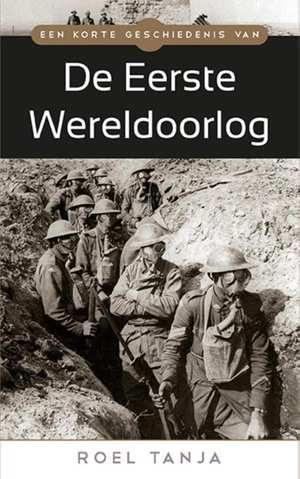 EEN KORTE GESCHIEDENIS VAN
De Eerste
Wereldoorlog
ROEL TANJA